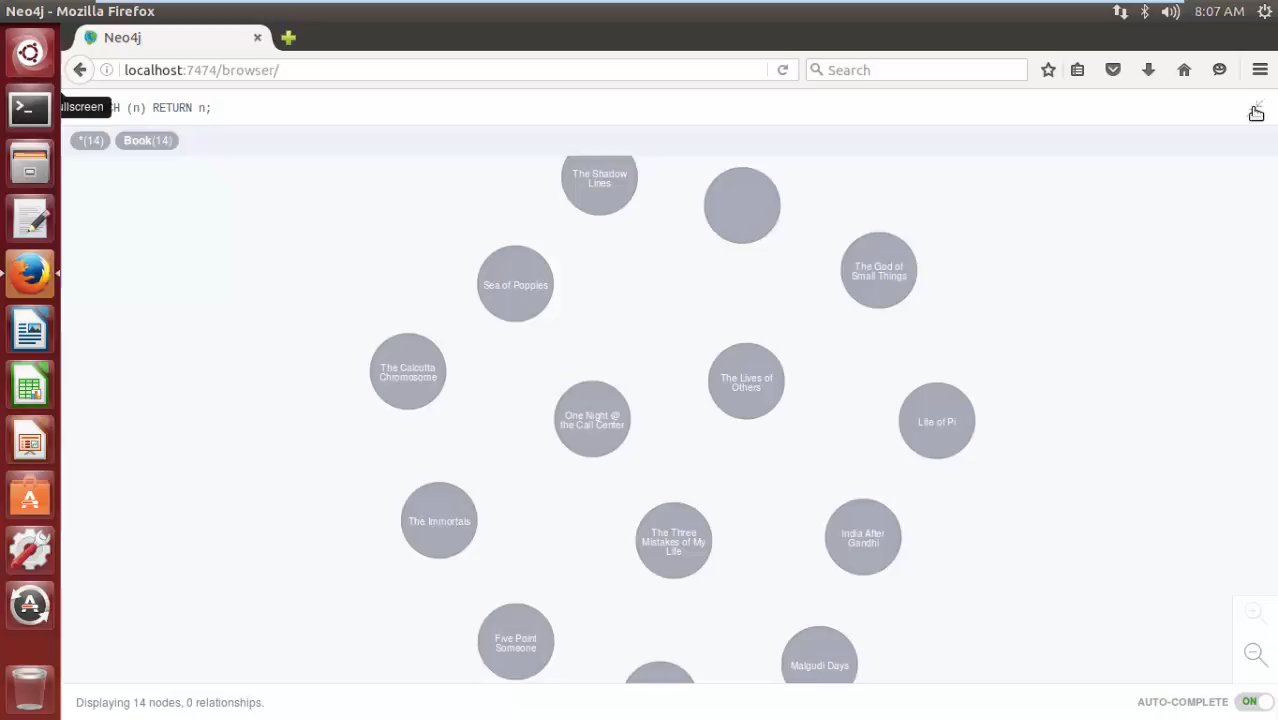 Neo4j - Mozilla Firefox
8:07 AM
Neo4j
localhost:7474/browser/
Search
ullscreen
H (n) RETURN n;
*(14) Book(14)
The Shadow
Lines
The God of
Small Things
Sea of Poppies
The Calcutta
Chromosome
The Lives of
Others
One Night @
the Call Center
Life of Pi
The Immortals
The Three
Mistakes of My
Life
India After
Gandhi
Five Point
Someone
Malgudi Days
Displaying 14 nodes, 0 relationships.
AUTO-COMPLETE ON